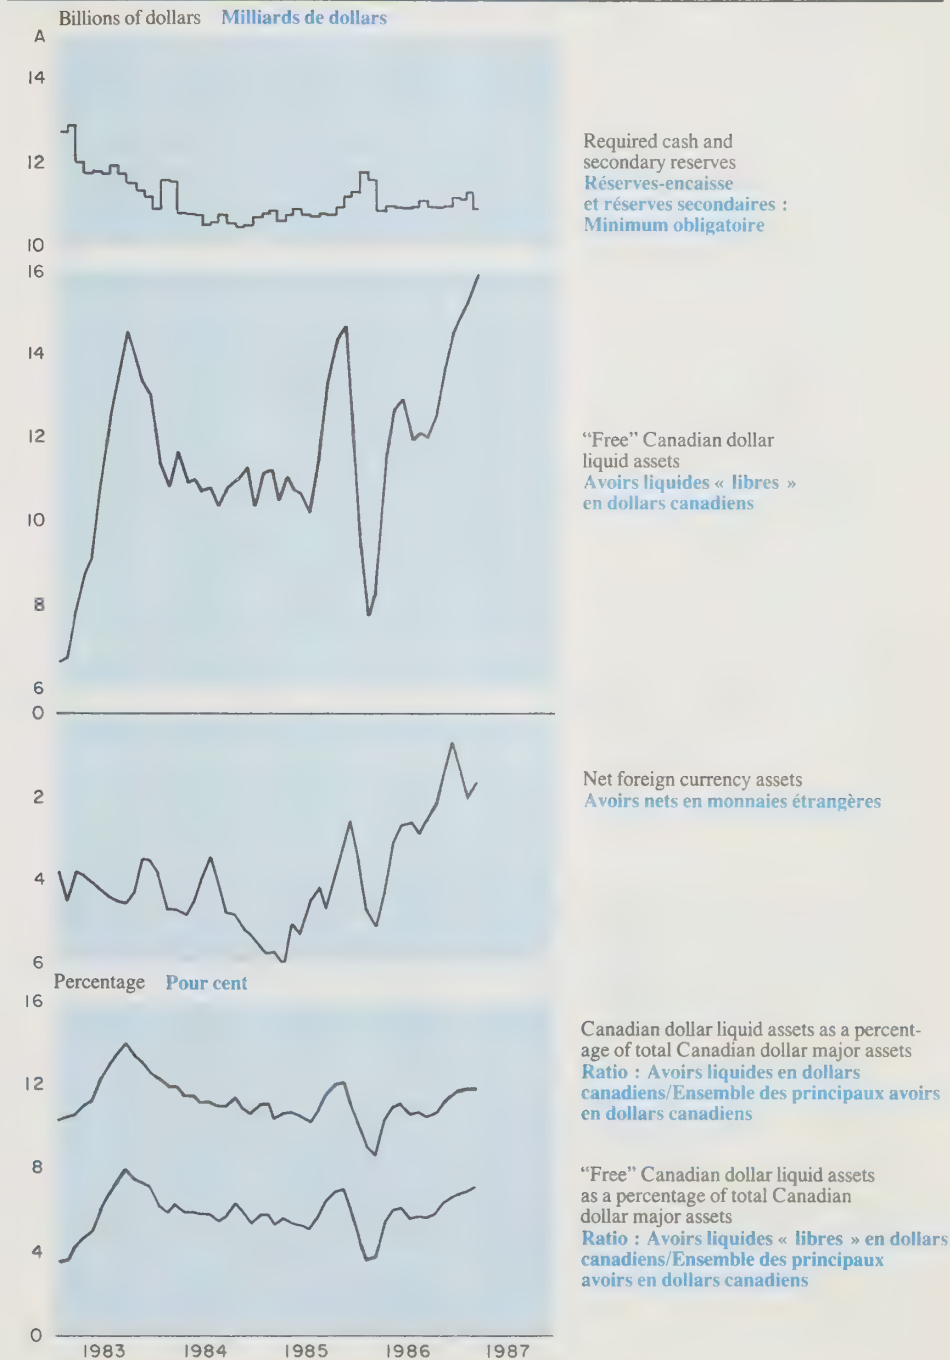 Billions of dollars Milliards de dollars
A
14
12
10
Required cash and
secondary reserves
Réserves-encaisse
et réserves secondaires :
Minimum obligatoire
16
14
12
10
8
6
"Free" Canadian dollar
liquid assets
Avoirs liquides « libres »
en dollars canadiens
0
2
4
6
Net foreign currency assets
Avoirs nets en monnaies étrangères
Percentage Pour cent
16
12
8
4
0
Canadian dollar liquid assets as a percent-
age of total Canadian dollar major assets
Ratio : Avoirs liquides en dollars
canadiens/Ensemble des principaux avoirs
en dollars canadiens
"Free" Canadian dollar liquid assets
as a percentage of total Canadian
dollar major assets
Ratio : Avoirs liquides « libres » en dollars
canadiens/Ensemble des principaux
avoirs en dollars canadiens
1983 1984 1985 1986 1987